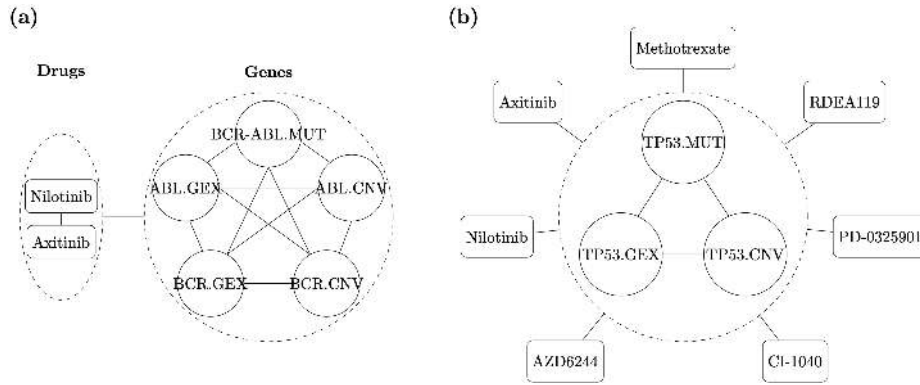 (a)
Drugs
Genes
BCR-ABL.MUT
ABL.GEX
ABL.CNV
Nilotinib
Axitinib
BCR.GEX
BCR.CNV
(b)
Methotrexate
Axitinib
RDEA119
TP53.MUT
Nilotinib
PD-0325901
TP53.GEX
TP53.CNV
AZD6244
CI-1040